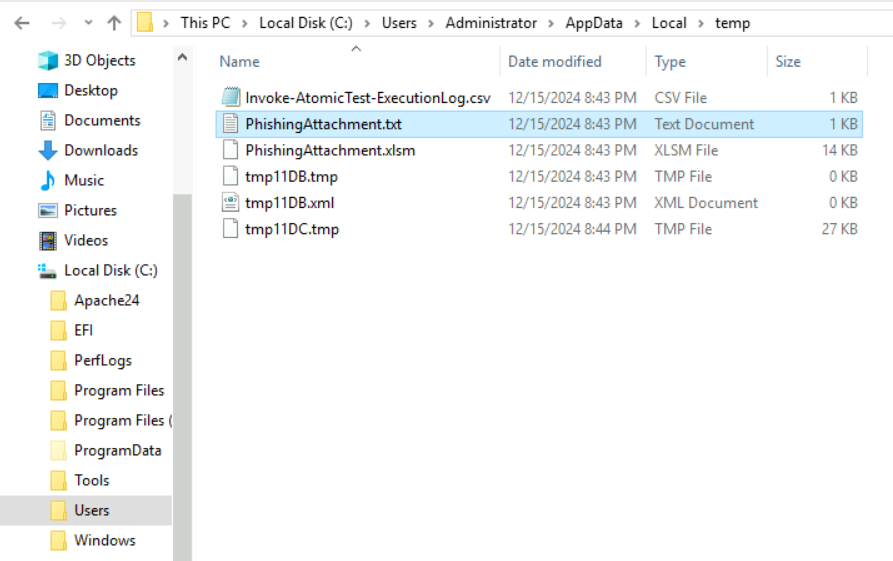 This PC > Local Disk (C:) > Users > Administrator > AppData > Local > temp
3D Objects
Desktop
Documents
Downloads
Music
Pictures
Videos
Local Disk (C:)
Apache24
EFI
PerfLogs
Program Files
Program Files (
ProgramData
Tools
Users
Windows
Name Date modified Type Size
Invoke-AtomicTest-ExecutionLog.csv 12/15/2024 8:43 PM CSV File 1 KB
PhishingAttachment.txt 12/15/2024 8:43 PM Text Document 1 KB
PhishingAttachment.xlsm 12/15/2024 8:43 PM XLSM File 14 KB
tmp11DB.tmp 12/15/2024 8:43 PM TMP File 0 KB
tmp11DB.xml 12/15/2024 8:43 PM XML Document 0 KB
tmp11DC.tmp 12/15/2024 8:44 PM TMP File 27 KB